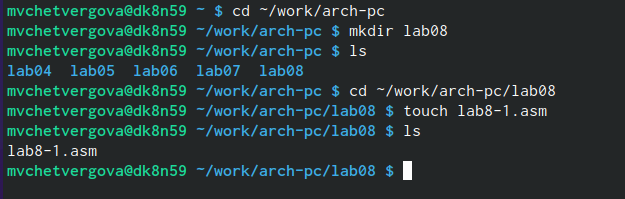 mvchetvergova@dk8n59 ~ $ cd ~/work/arch-pc
mvchetvergova@dk8n59 ~/work/arch-pc $ mkdir lab08
mvchetvergova@dk8n59 ~/work/arch-pc $ ls
lab04  lab05  lab06  lab07  lab08
mvchetvergova@dk8n59 ~/work/arch-pc $ cd ~/work/arch-pc/lab08
mvchetvergova@dk8n59 ~/work/arch-pc/lab08 $ touch lab8-1.asm
mvchetvergova@dk8n59 ~/work/arch-pc/lab08 $ ls
lab8-1.asm
mvchetvergova@dk8n59 ~/work/arch-pc/lab08 $